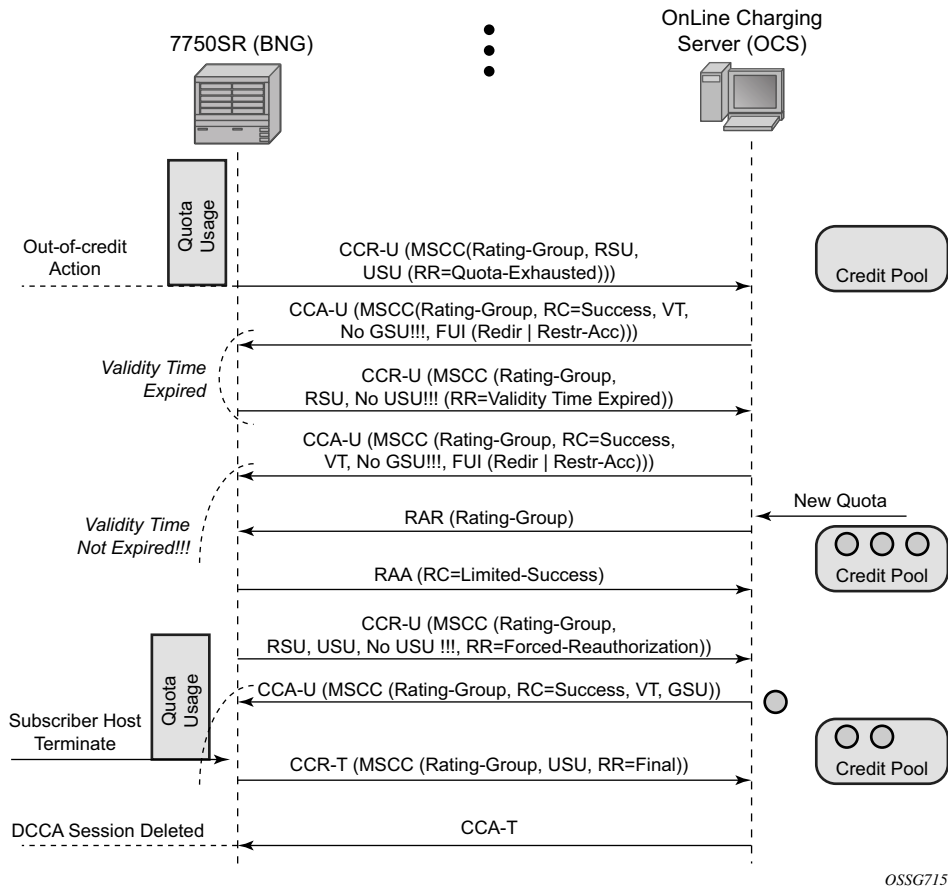 7750SR (BNG)
OnLine Charging
Server (OCS)
Quota
Usage
Out-of-credit
Action
CCR-U (MSCC(Rating-Group, RSU,
USU (RR=Quota-Exhausted)))
Credit Pool
CCA-U (MSCC(Rating-Group, RC=Success, VT,
No GSU!!!, FUI (Redir | Restr-Acc)))
Validity Time
Expired
CCR-U (MSCC (Rating-Group,
RSU, No USU!!! (RR=Validity Time Expired))
CCA-U (MSCC (Rating-Group, RC=Success,
VT, No GSU!!!, FUI (Redir | Restr-Acc)))
New Quota
Validity Time
Not Expired!!!
RAR (Rating-Group)
Credit Pool
RAA (RC=Limited-Success)
CCR-U (MSCC (Rating-Group,
RSU, USU, No USU !!!, RR=Forced-Reauthorization))
Quota
Usage
CCA-U (MSCC (Rating-Group, RC=Success, VT, GSU))
Subscriber Host
Terminate
Credit Pool
CCR-T (MSCC (Rating-Group, USU, RR=Final))
DCCA Session Deleted
CCA-T
OSSG715